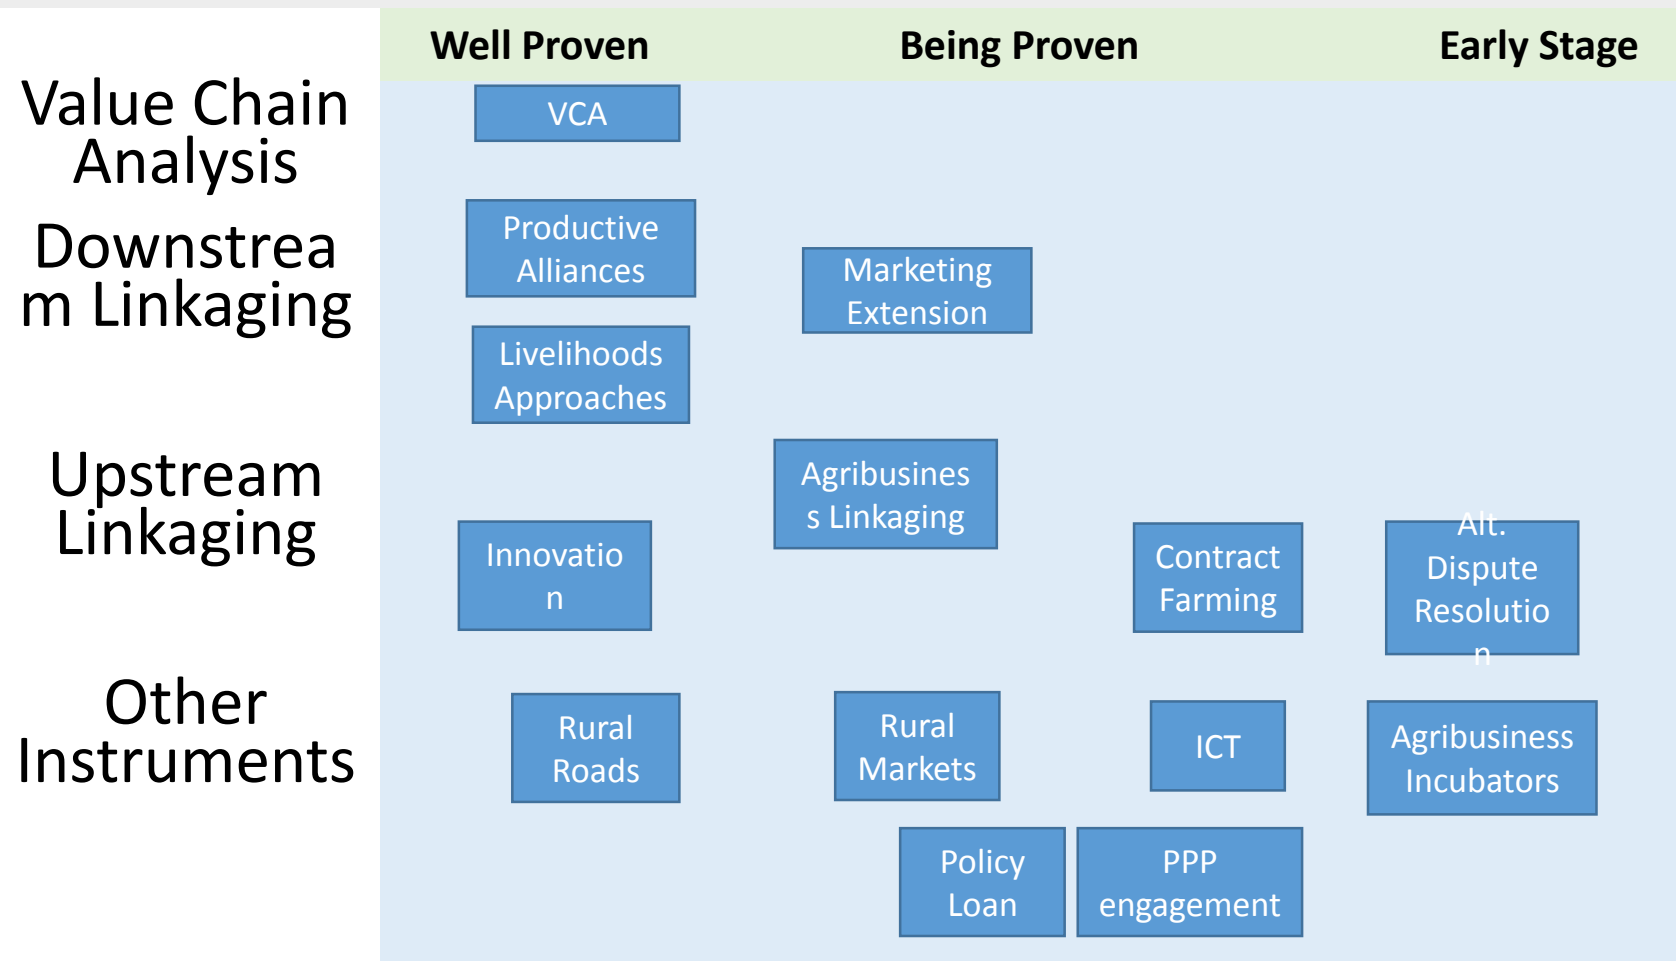 Well Proven
Being Proven
Early Stage
Value Chain
Analysis
VCA
Downstrea
m Linkaging
Productive
Alliances
Marketing
Extension
Livelihoods
Approaches
Upstream
Linkaging
Agribusines
s Linkaging
Innovatio
n
Contract
Farming
Alt.
Dispute
Resolutio
n
Other
Instruments
Rural
Roads
Rural
Markets
ICT
Agribusiness
Incubators
Policy
Loan
PPP
engagement